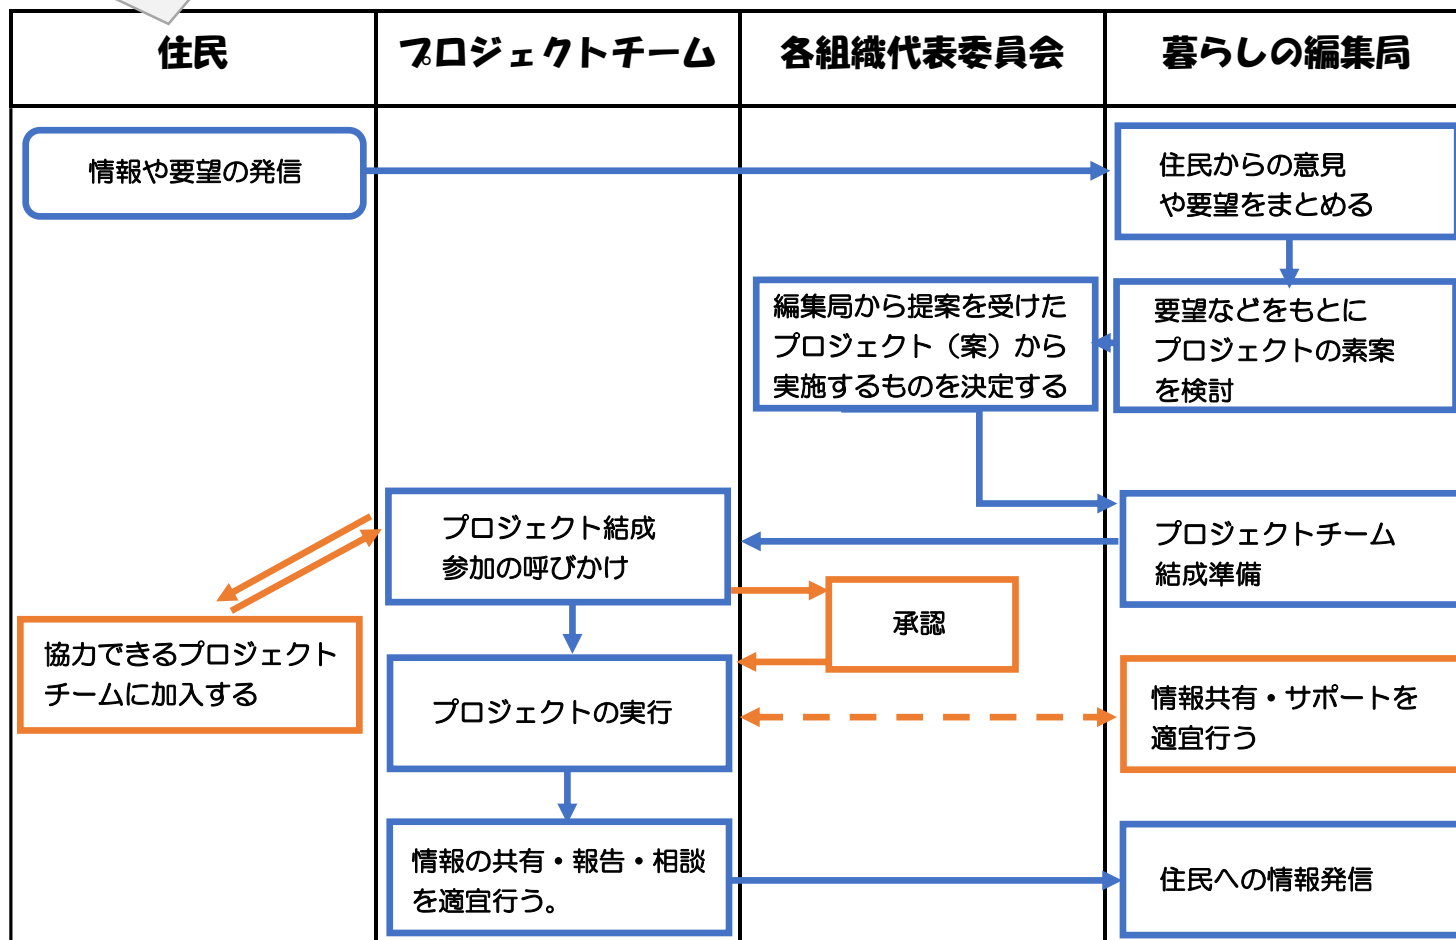 住民
プロジェクトチーム
各組織代表委員会
暮らしの編集局
情報や要望の発信
住民からの意見
や要望をまとめる
編集局から提案を受けた
プロジェクト（案）から
実施するものを決定する
要望などをもとに
プロジェクトの素案
を検討
プロジェクト結成
参加の呼びかけ
プロジェクトチーム
結成準備
承認
協力できるプロジェクト
チームに加入する
プロジェクトの実行
情報共有・サポートを
適宜行う
情報の共有・報告・相談
を適宜行う。
住民への情報発信